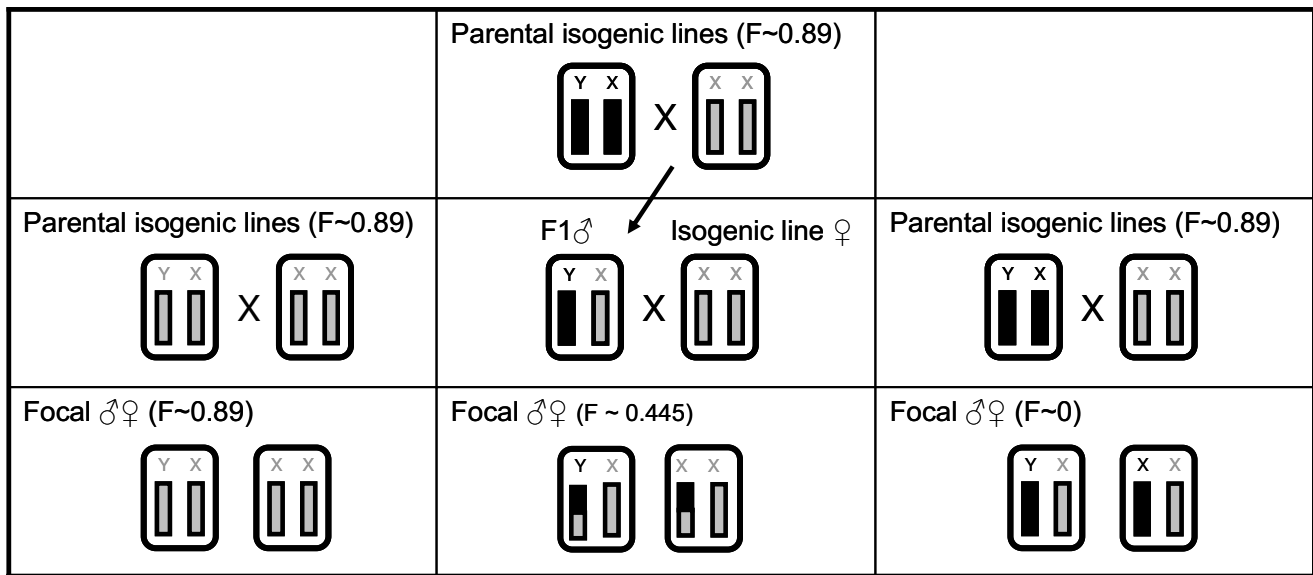 Parental isogenic lines (F~0.89)
Y X X X X
Parental isogenic lines (F~0.89)
Y X X X X
F1♂ Isogenic line ♀
Y X X X X
Parental isogenic lines (F~0.89)
Y X X X X
Focal ♂♀ (F~0.89)
Y X X X
Focal ♂♀ (F ~ 0.445)
Y X X X
Focal ♂♀ (F~0)
Y X X X